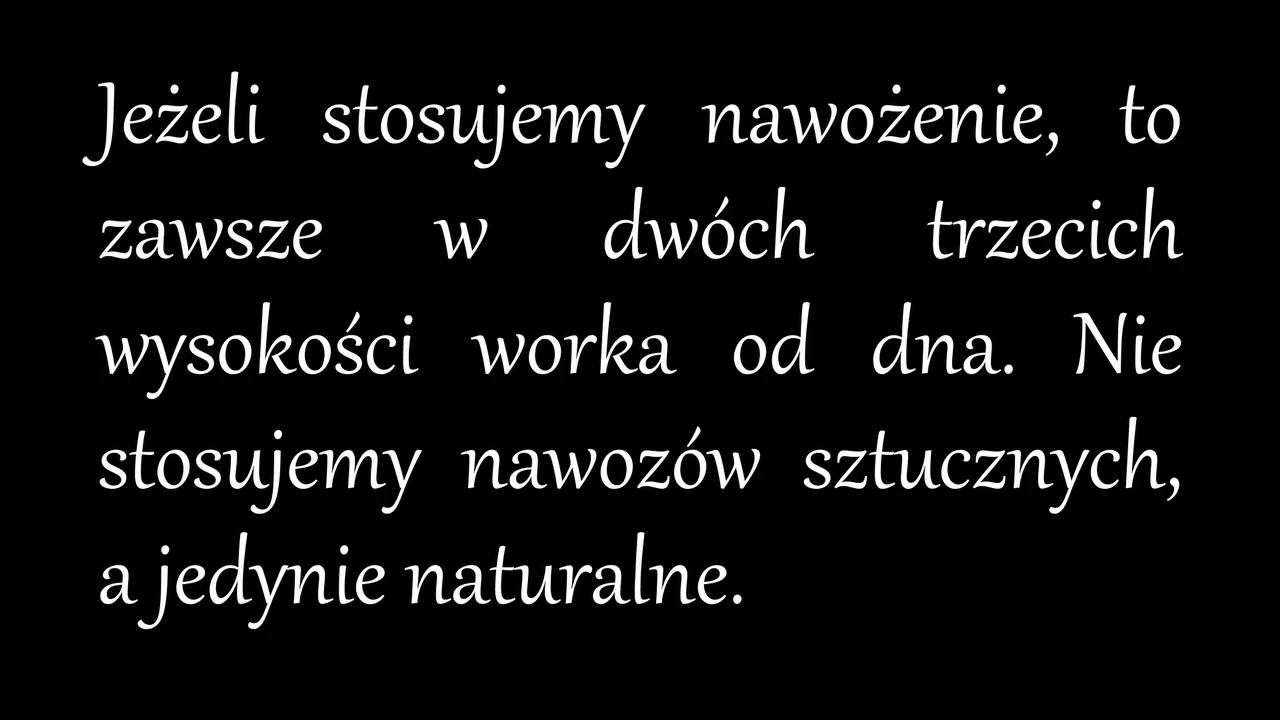 Jeżeli stosujemy nawożenie, to
zawsze w dwóch trzecich
wysokości worka od dna. Nie
stosujemy nawozów sztucznych,
a jedynie naturalne.